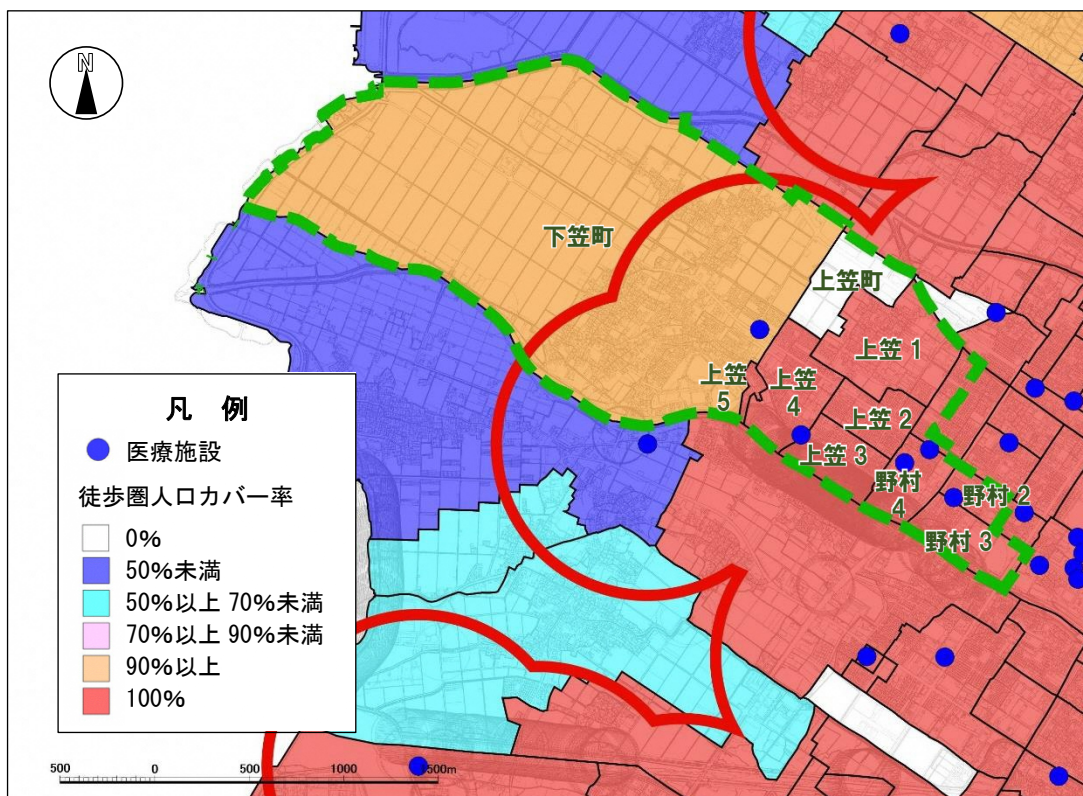 N
下笠町
上笠町
上笠 1
上笠
5
上笠
4
上笠 2
上笠 3
野村
4
野村 2
野村 3
凡 例
医療施設
徒歩圏人口カバー率
0%
50%未満
50%以上 70%未満
70%以上 90%未満
90%以上
100%
500 0 500 1000 1500m